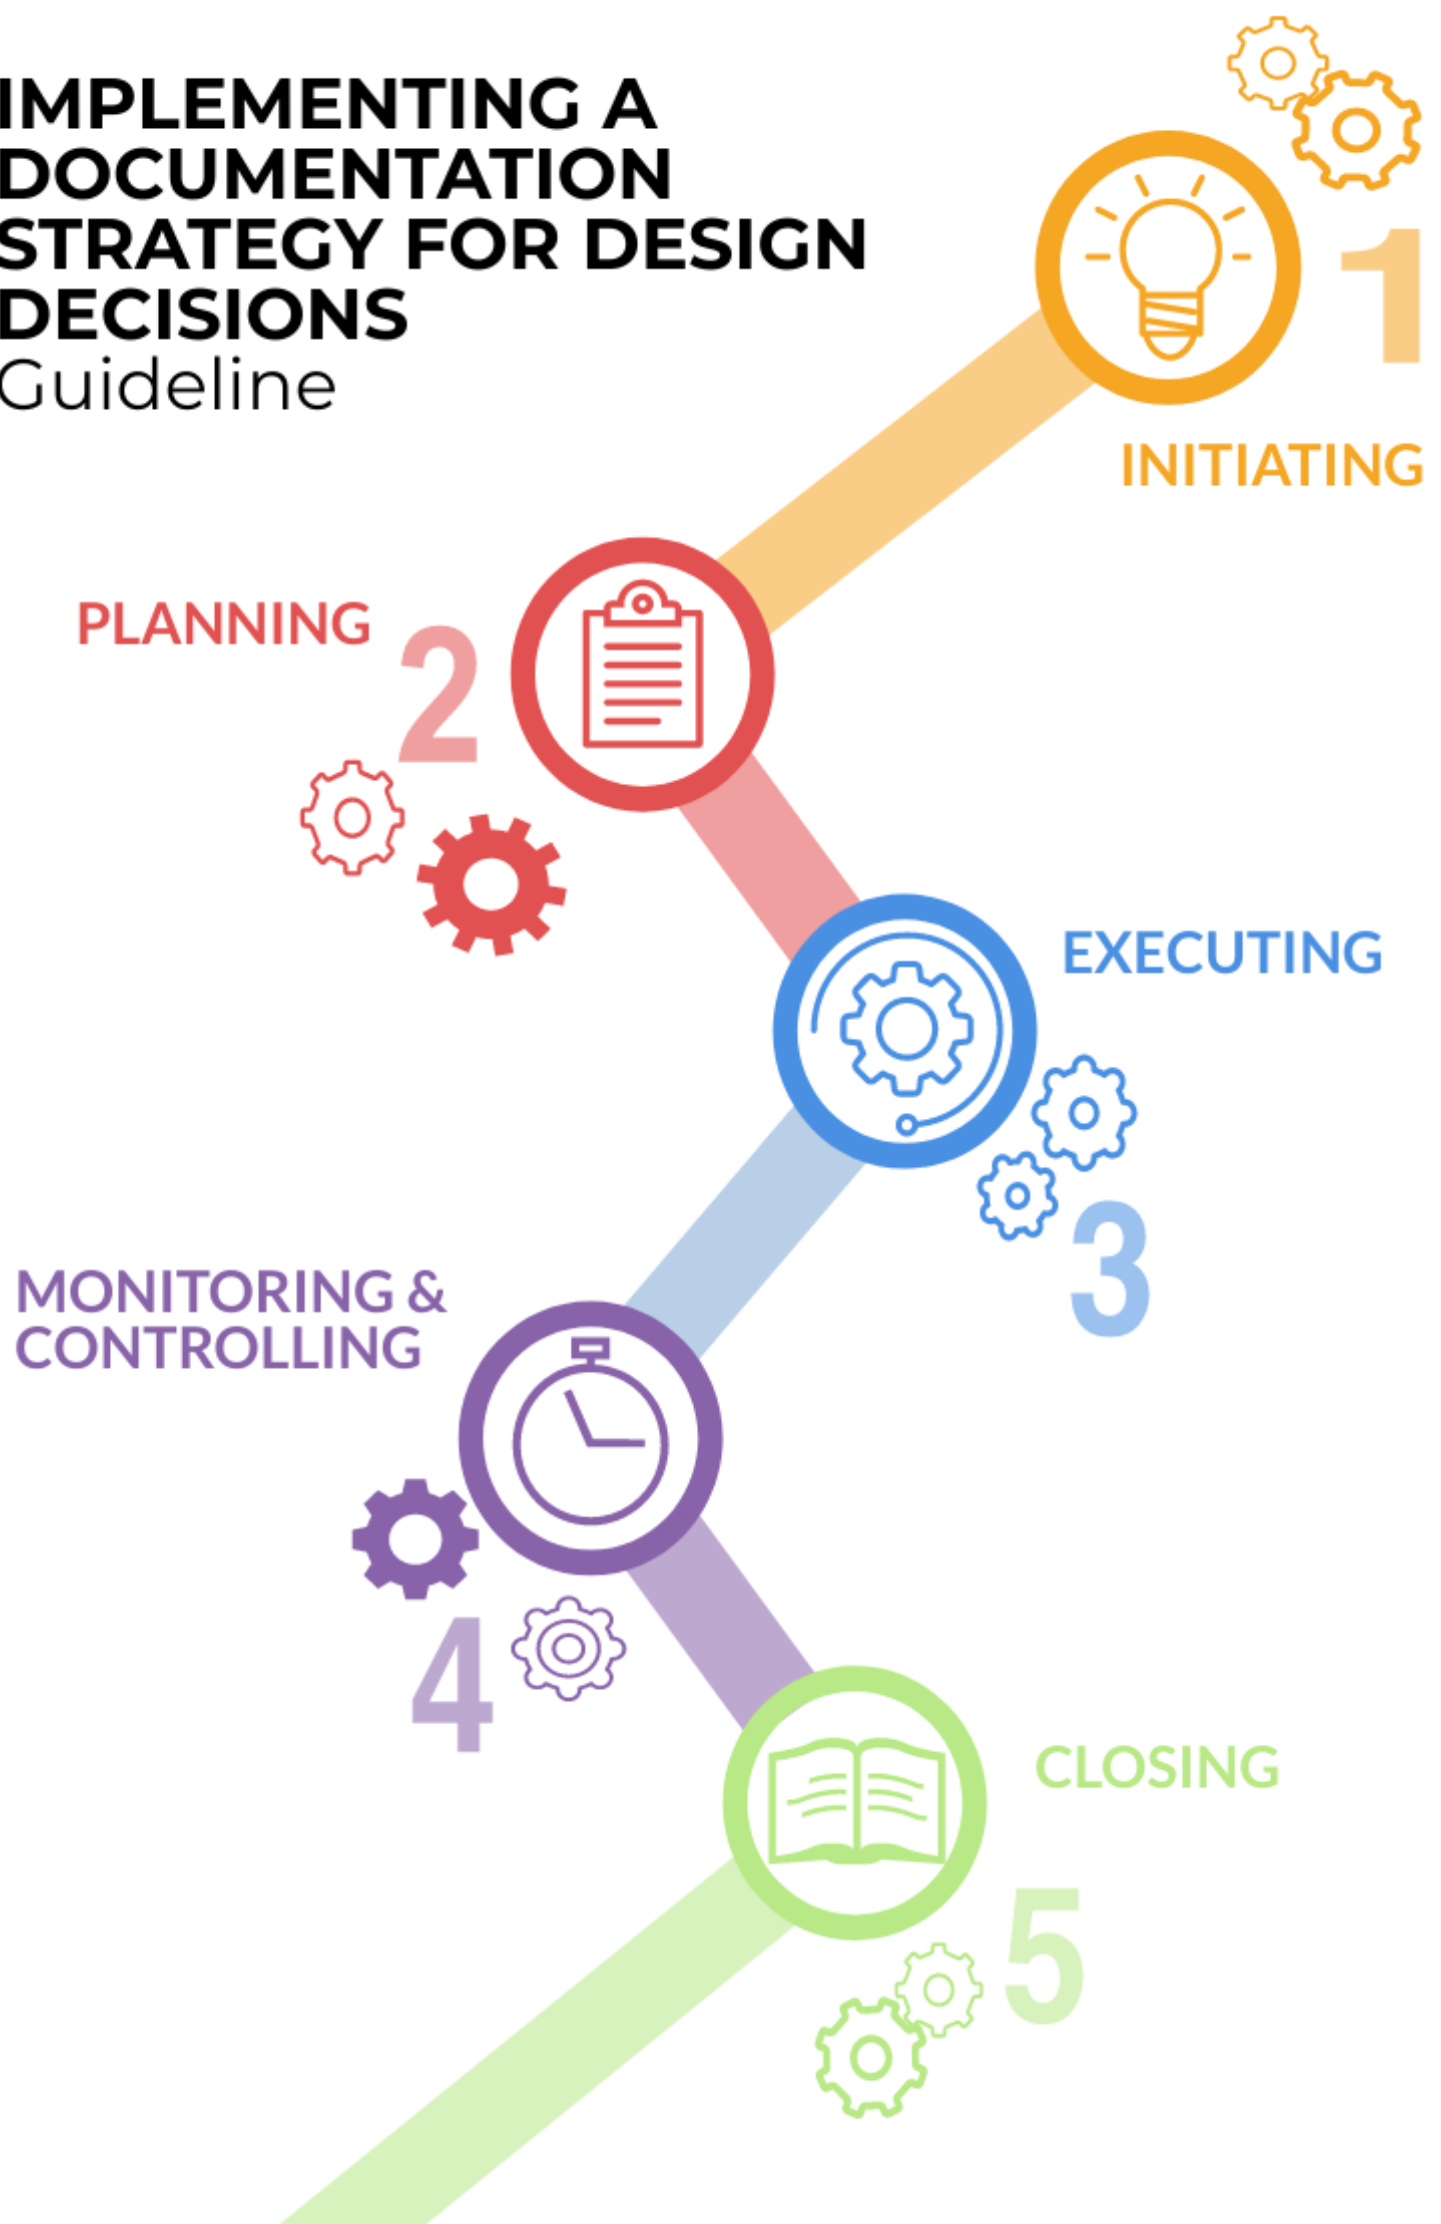 IMPLEMENTING A
DOCUMENTATION
STRATEGY FOR DESIGN
DECISIONS
Guideline
1
INITIATING
PLANNING
2
EXECUTING
3
MONITORING &
CONTROLLING
4
CLOSING
5